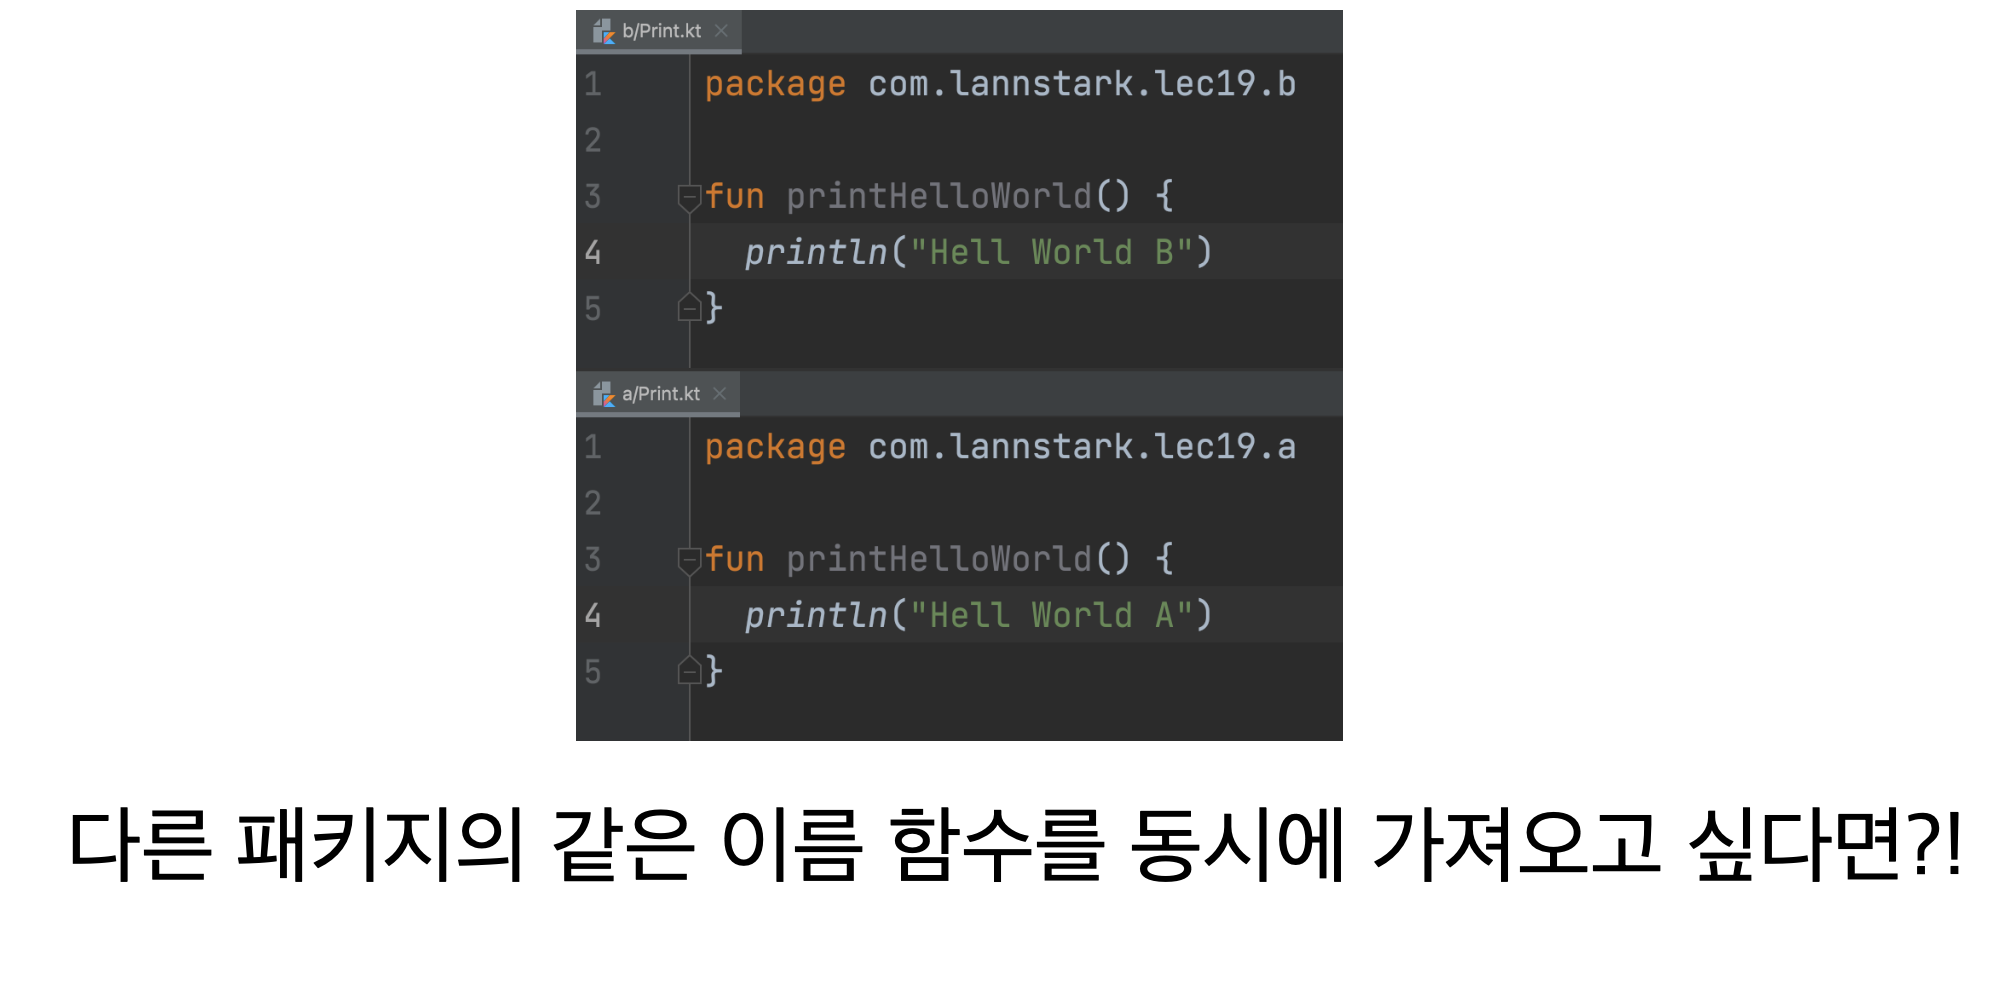 b/Print.kt
1 package com.lannstark.lec19.b
2
3 fun printHelloWorld() {
4 println("Hell World B")
5 }
a/Print.kt
1 package com.lannstark.lec19.a
2
3 fun printHelloWorld() {
4 println("Hell World A")
5 }
다른 패키지의 같은 이름 함수를 동시에 가져오고 싶다면?!